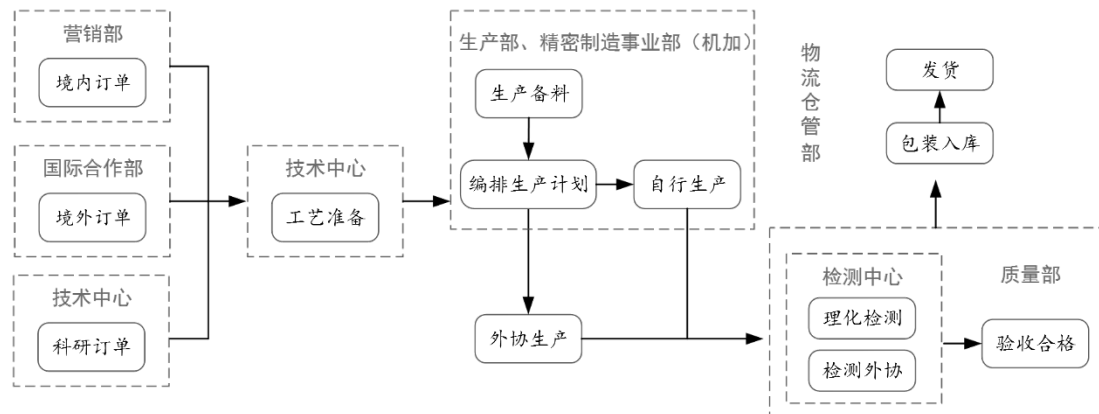 营销部
境内订单
国际合作部
境外订单
技术中心
科研订单
技术中心
工艺准备
生产部、精密制造事业部（机加）
生产备料
编排生产计划
自行生产
外协生产
物流仓管部
发货
包装入库
检测中心
理化检测
检测外协
质量部
验收合格